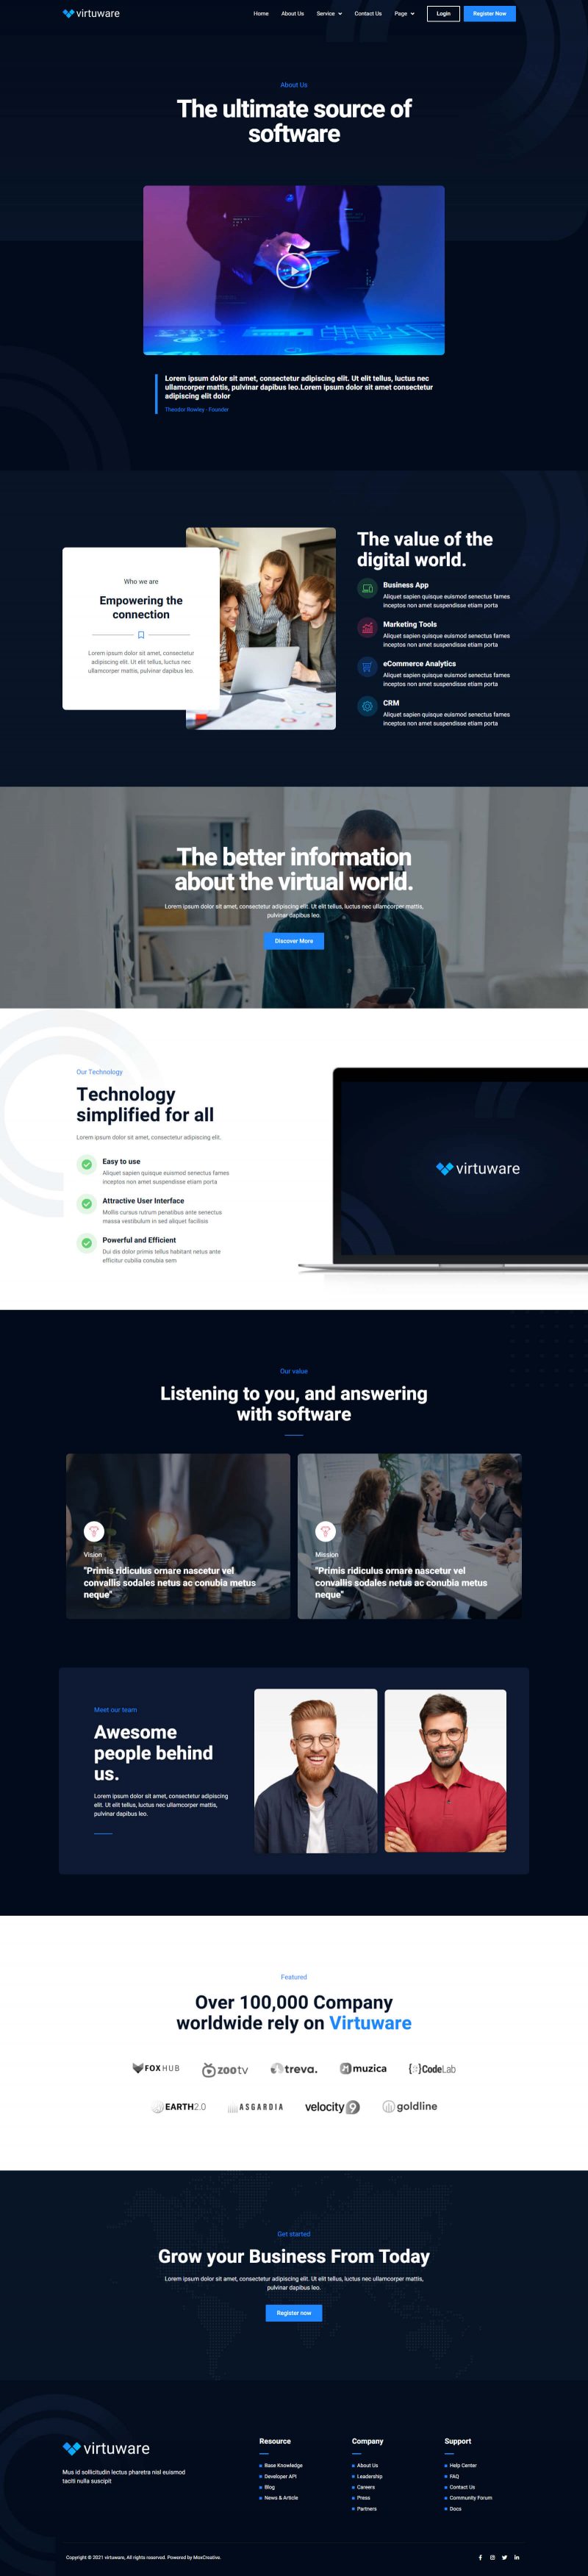 virtuware
Home About Us Service Contact Us Page Login Register Now
About Us
The ultimate source of
software
Lorem ipsum dolor sit amet, consectetur adipiscing elit. Ut elit tellus, luctus nec
ullamcorper mattis, pulvinar dapibus leo.Lorem ipsum dolor sit amet consectetur
adipiscing elit dolor
Theodor Rowley - Founder
Who we are
Empowering the
connection
Lorem ipsum dolor sit amet, consectetur
adipiscing elit. Ut elit tellus, luctus nec
ullamcorper mattis, pulvinar dapibus leo.
The value of the
digital world.
Business App
Aliquet sapien quisque euismod senectus fames
inceptos non amet suspendisse etiam porta
Marketing Tools
Aliquet sapien quisque euismod senectus fames
inceptos non amet suspendisse etiam porta
eCommerce Analytics
Aliquet sapien quisque euismod senectus fames
inceptos non amet suspendisse etiam porta
CRM
Aliquet sapien quisque euismod senectus fames
inceptos non amet suspendisse etiam porta
The better information
about the virtual world.
Lorem ipsum dolor sit amet, consectetur adipiscing elit. Ut elit tellus, luctus nec ullamcorper mattis,
pulvinar dapibus leo.
Discover More
Our Technology
Technology
simplified for all
Lorem ipsum dolor sit amet, consectetur adipiscing elit.
Easy to use
Aliquet sapien quisque euismod senectus fames
inceptos non amet suspendisse etiam porta
Attractive User Interface
Mollis cursus rutrum penatibus ante senectus
massa vestibulum in sed aliquet facilisis
Powerful and Efficient
Dui dis dolor primis tellus habitant netus ante
efficitur cubilia conubia sem
virtuware
Our value
Listening to you, and answering
with software
Vision
"Primis ridiculus ornare nascetur vel
convallis sodales netus ac conubia metus
neque"
Mission
"Primis ridiculus ornare nascetur vel
convallis sodales netus ac conubia metus
neque"
Meet our team
Awesome
people behind
us.
Lorem ipsum dolor sit amet, consectetur adipiscing
elit. Ut elit tellus, luctus nec ullamcorper mattis,
pulvinar dapibus leo.
Featured
Over 100,000 Company
worldwide rely on Virtuware
FOXHUB zootv treva. muzica {:}CodeLab
EARTH2.0 ASGARDIA velocity9 goldline
Get started
Grow your Business From Today
Lorem ipsum dolor sit amet, consectetur adipiscing elit. Ut elit tellus, luctus nec ullamcorper mattis,
pulvinar dapibus leo.
Register now
virtuware
Mus id sollicitudin lectus pharetra nisl euismod
taciti nulla suscipit
Resource
Base Knowledge
Developer API
Blog
News & Article
Company
About Us
Leadership
Careers
Press
Partners
Support
Help Center
FAQ
Contact Us
Community Forum
Docs
Copyright © 2021 virtuware, All rights reserved. Powered by MoxCreative.